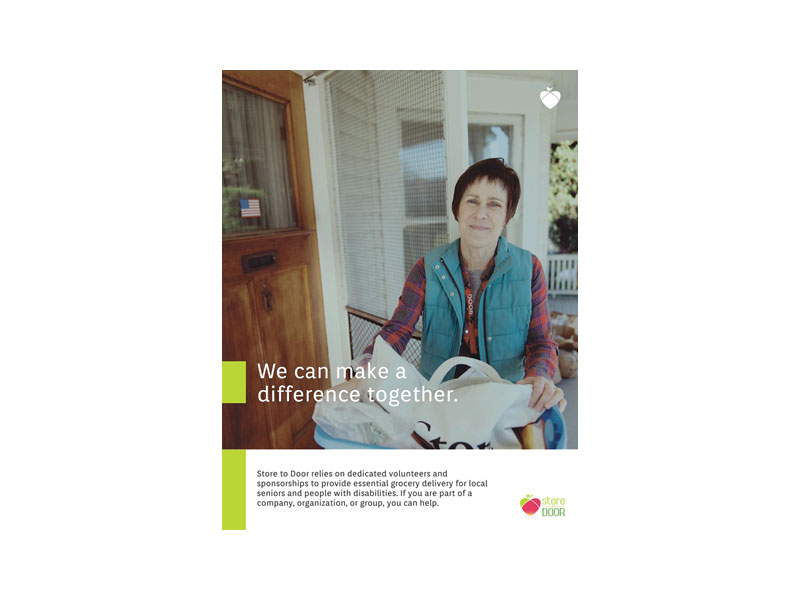 We can make a
difference together.
Store to Door relies on dedicated volunteers and
sponsorships to provide essential grocery delivery for local
seniors and people with disabilities. If you are part of a
company, organization, or group, you can help.
store
DOOR